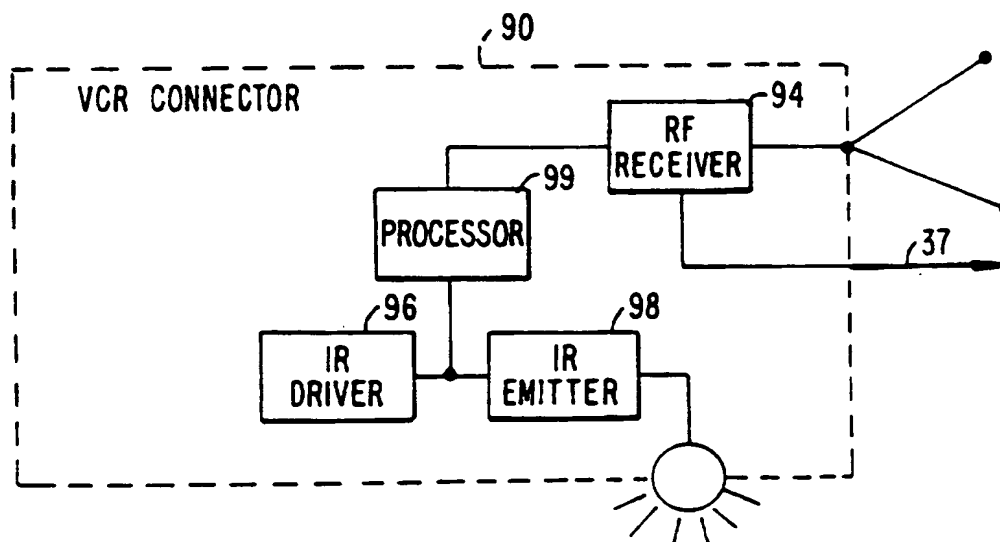 90
VCR CONNECTOR
94
RF
RECEIVER
99
PROCESSOR
37
96
98
IR
DRIVER
IR
EMITTER